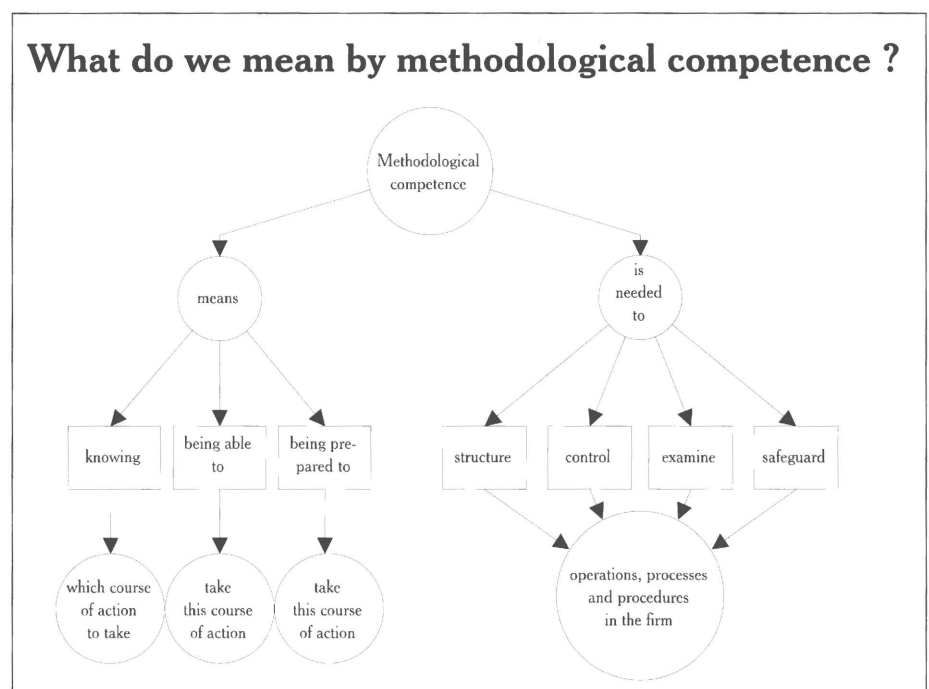 What do we mean by methodological competence ?
Methodological
competence
means
is
needed
to
knowing
being able
to
being pre-
pared to
structure
control
examine
safeguard
which course
of action
to take
take
this course
of action
take
this course
of action
operations, processes
and procedures
in the firm